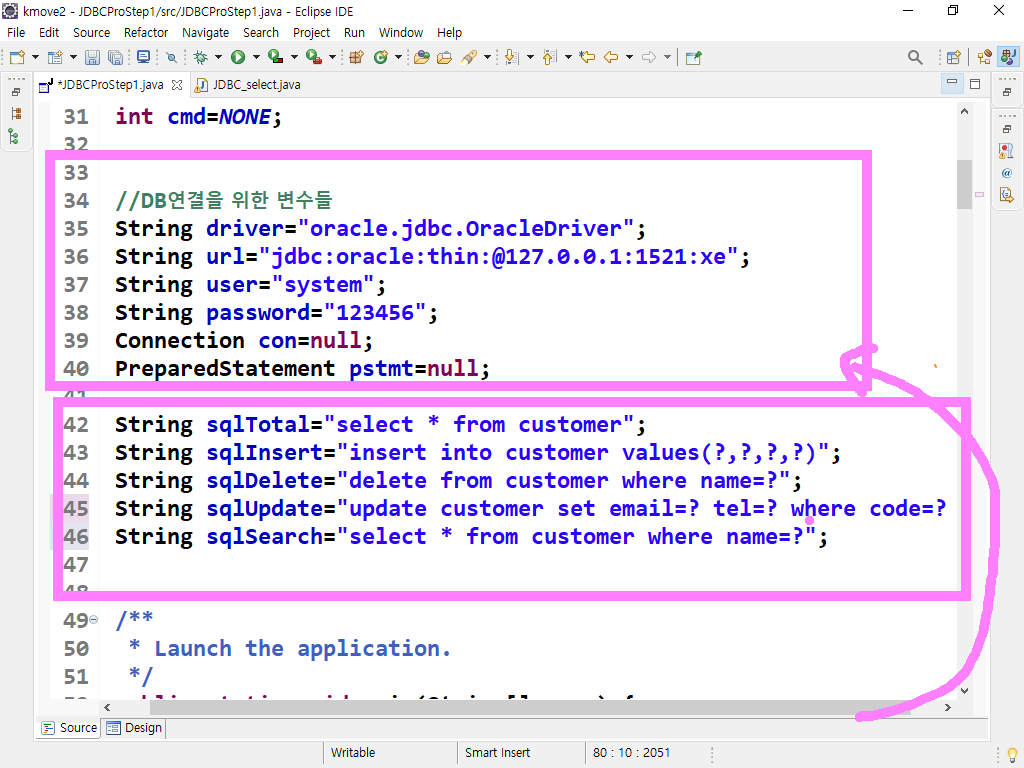 kmove2 - JDBCProStep1/src/JDBCProStep1.java - Eclipse IDE
File Edit Source Refactor Navigate Search Project Run Window Help
*JDBCProStep1.java JDBC_select.java
31 int cmd=NONE;
32
33
34 //DB연결을 위한 변수들
35 String driver="oracle.jdbc.OracleDriver";
36 String url="jdbc:oracle:thin:@127.0.0.1:1521:xe";
37 String user="system";
38 String password="123456";
39 Connection con=null;
40 PreparedStatement pstmt=null;
41
42 String sqlTotal="select * from customer";
43 String sqlInsert="insert into customer values(?,?,?,?)";
44 String sqlDelete="delete from customer where name=?";
45 String sqlUpdate="update customer set email=? tel=? where code=?
46 String sqlSearch="select * from customer where name=?";
47
48
49 /**
50 * Launch the application.
51 */
Source Design
Writable Smart Insert 80 : 10 : 2051